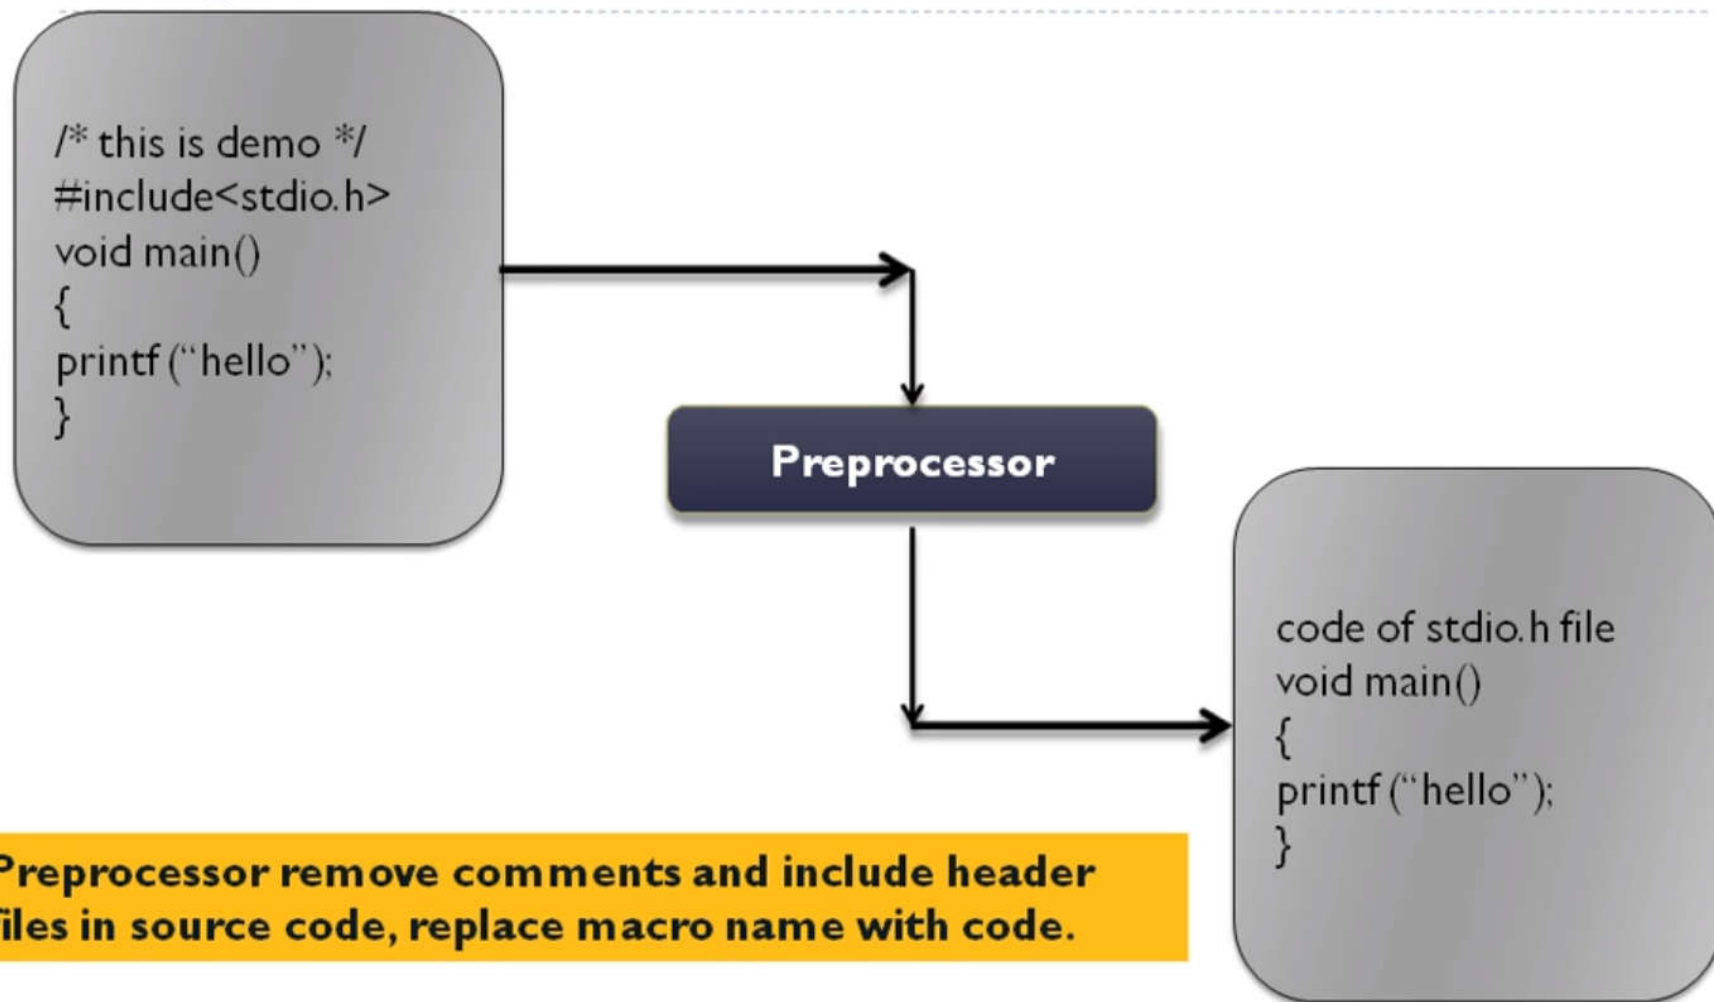 /* this is demo */
#include<stdio.h>
void main()
{
printf (“hello”);
}
Preprocessor
code of stdio.h file
void main()
{
printf (“hello”);
}
Preprocessor remove comments and include header
files in source code, replace macro name with code.